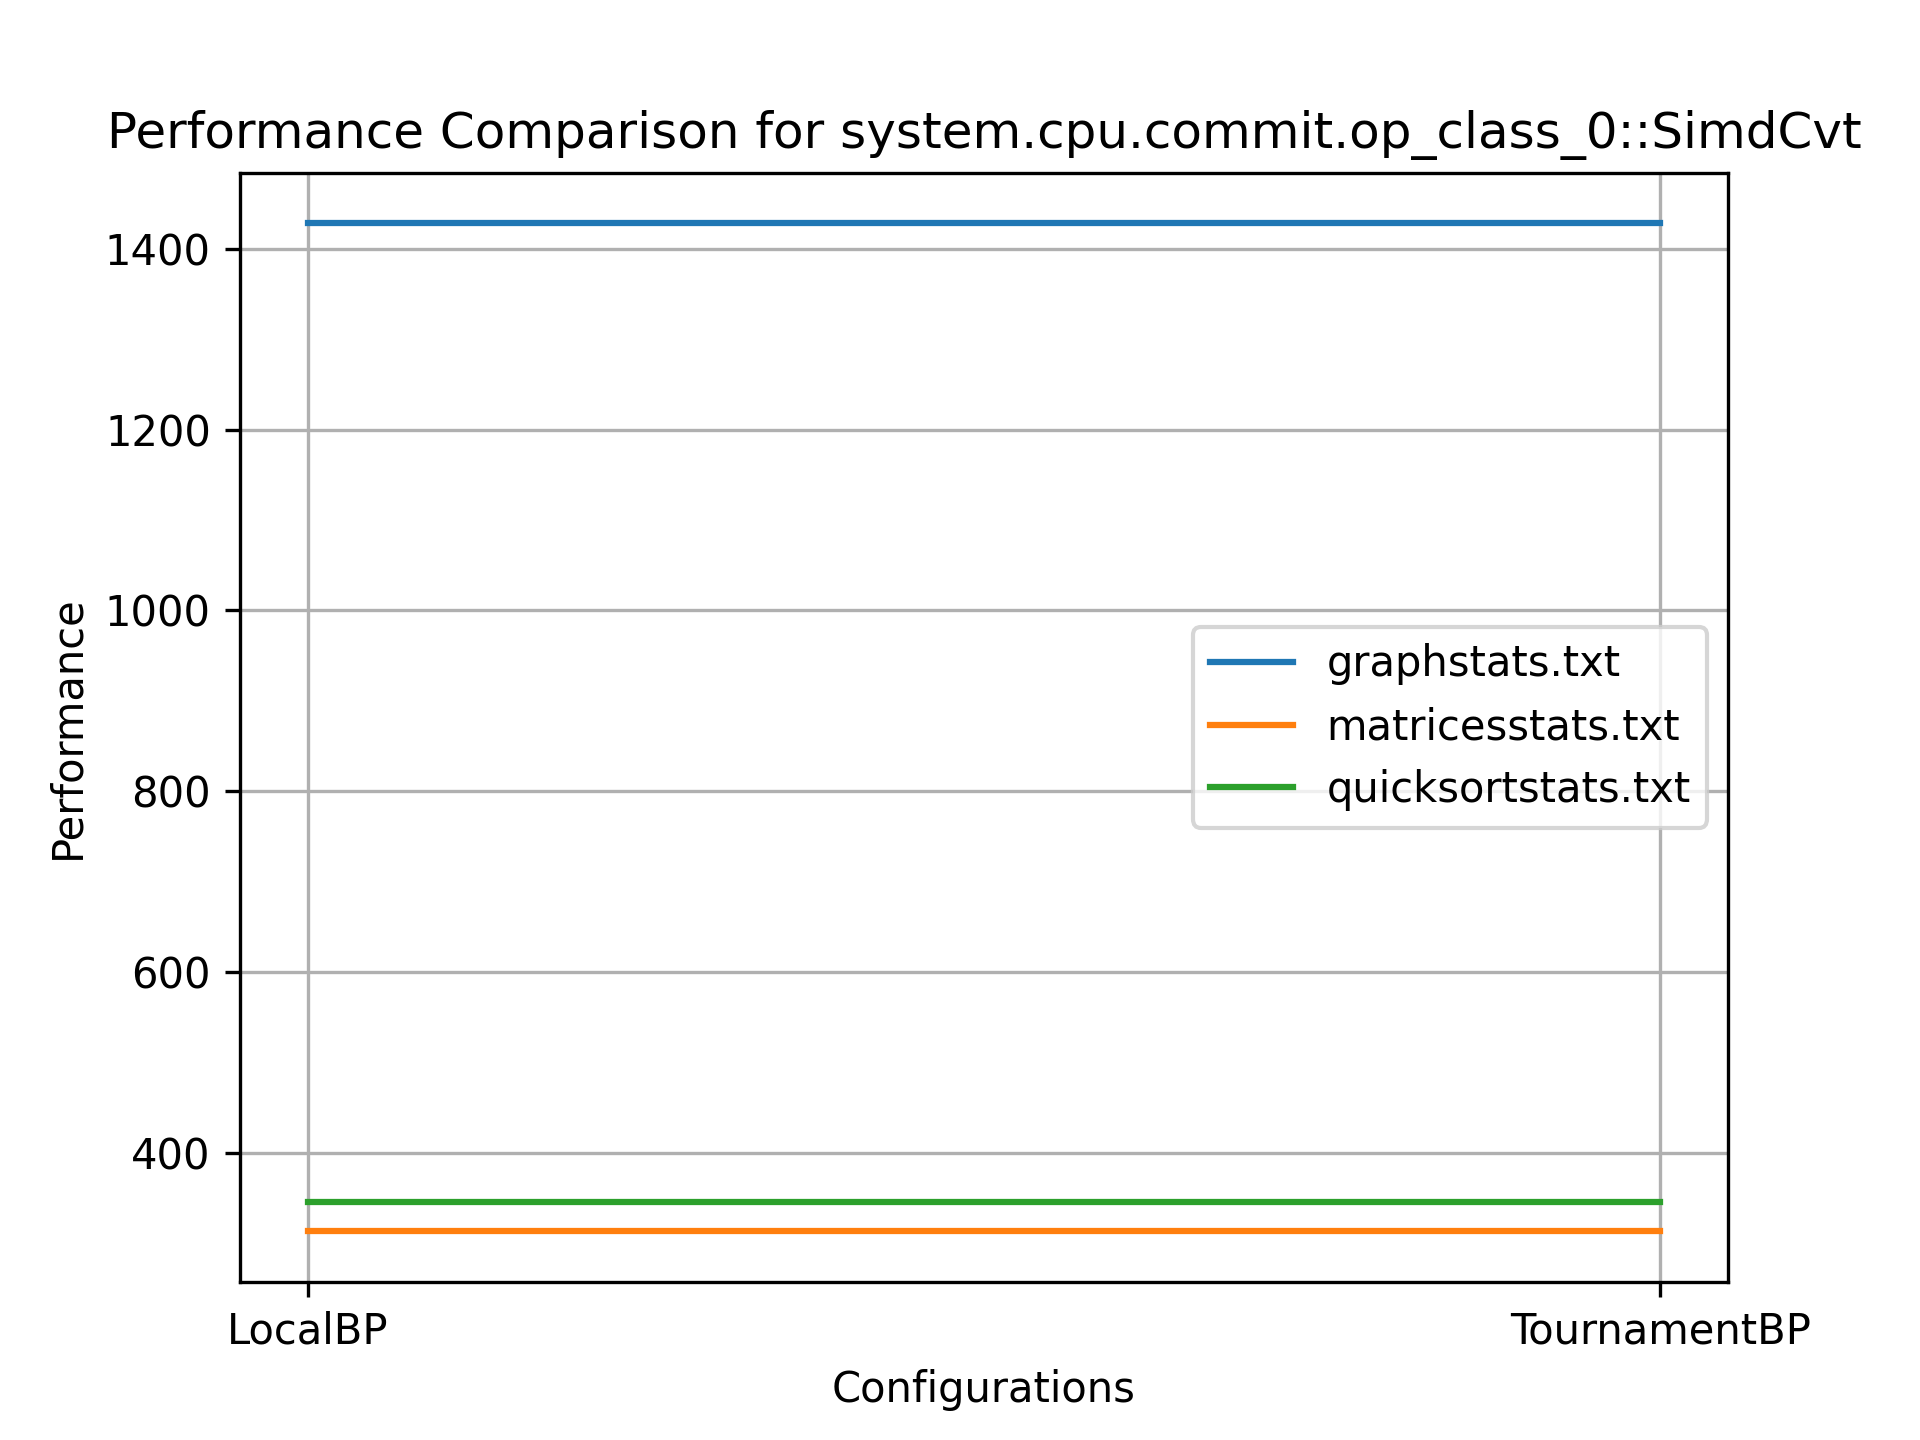 Performance Comparison for system.cpu.commit.op_class_0::SimdCvt
1400
1200
1000
800
600
400
Performance
graphstats.txt
matricesstats.txt
quicksortstats.txt
LocalBP
TournamentBP
Configurations